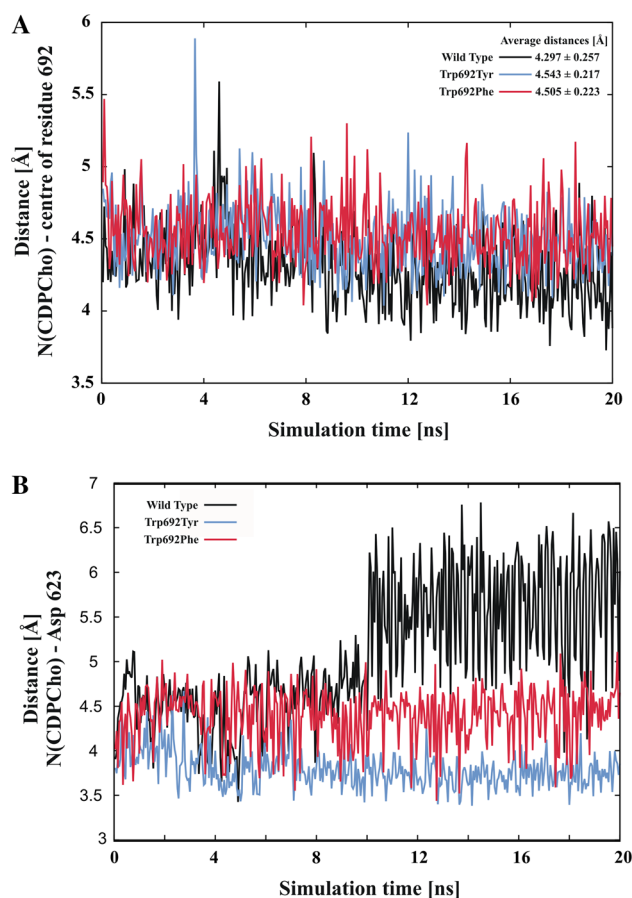 A
6
5.5
5
4.5
4
3.5
Distance [Å]
N(CDPCho) - centre of residue 692
Average distances [Å]
Wild Type 4.297 ± 0.257
Trp692Tyr 4.543 ± 0.217
Trp692Phe 4.505 ± 0.223
0 4 8 12 16 20
Simulation time [ns]
B
7
6.5
6
5.5
5
4.5
4
3.5
3
Distance [Å]
N(CDPCho) - Asp 623
Wild Type
Trp692Tyr
Trp692Phe
0 4 8 12 16 20
Simulation time [ns]